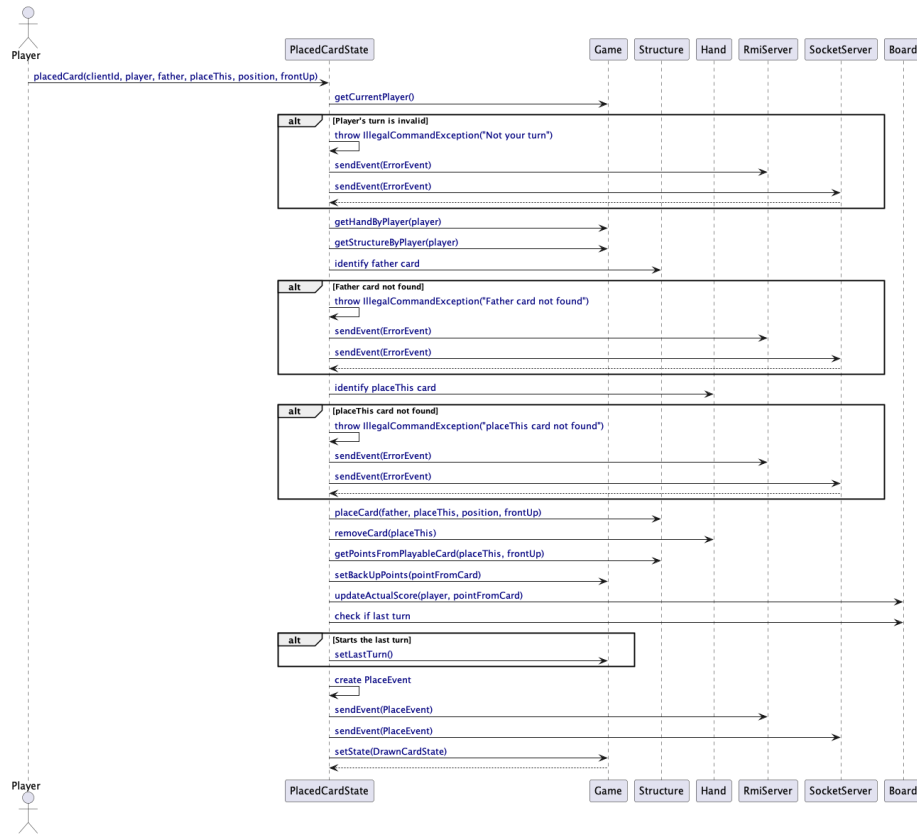 Player
PlacedCardState
Game
Structure
Hand
RmiServer
SocketServer
Board
placedCard(clientId, player, father, placeThis, position, frontUp)
getCurrentPlayer()
alt [Player's turn is invalid]
throw IllegalCommandException("Not your turn")
sendEvent(ErrorEvent)
sendEvent(ErrorEvent)
getHandByPlayer(player)
getStructureByPlayer(player)
identify father card
alt [Father card not found]
throw IllegalCommandException("Father card not found")
sendEvent(ErrorEvent)
sendEvent(ErrorEvent)
identify placeThis card
alt [placeThis card not found]
throw IllegalCommandException("placeThis card not found")
sendEvent(ErrorEvent)
sendEvent(ErrorEvent)
placeCard(father, placeThis, position, frontUp)
removeCard(placeThis)
getPointsFromPlayableCard(placeThis, frontUp)
setBackUpPoints(pointFromCard)
updateActualScore(player, pointFromCard)
check if last turn
alt [Starts the last turn]
setLastTurn()
create PlaceEvent
sendEvent(PlaceEvent)
sendEvent(PlaceEvent)
setState(DrawnCardState)
Player
PlacedCardState
Game
Structure
Hand
RmiServer
SocketServer
Board